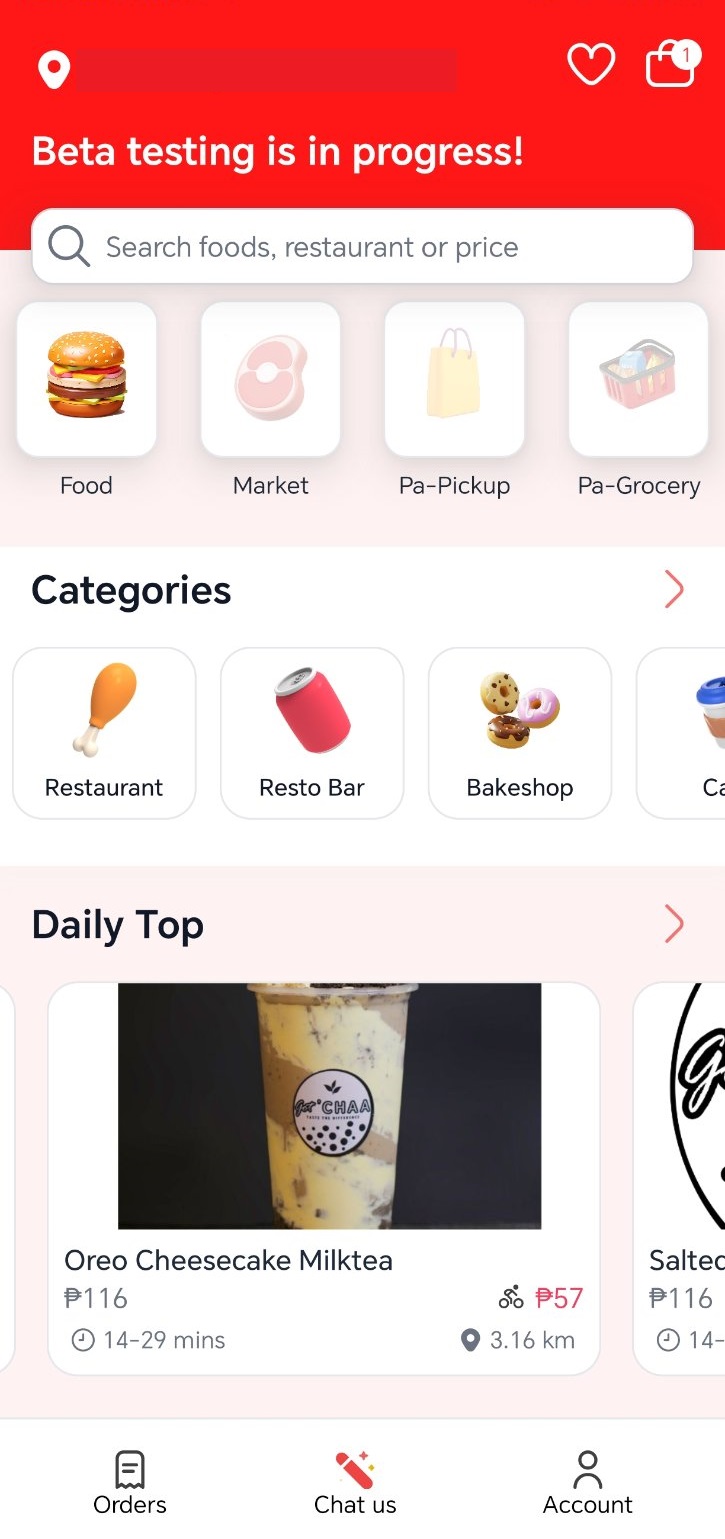 1
Beta testing is in progress!
Search foods, restaurant or price
Food
Market
Pa-Pickup
Pa-Grocery
Categories
Restaurant
Resto Bar
Bakeshop
Ca
Daily Top
Got'CHAA
TASTE THE DIFFERENCE
Oreo Cheesecake Milktea
₱116
₱57
14-29 mins
3.16 km
Salted
₱116
14-
Orders
Chat us
Account